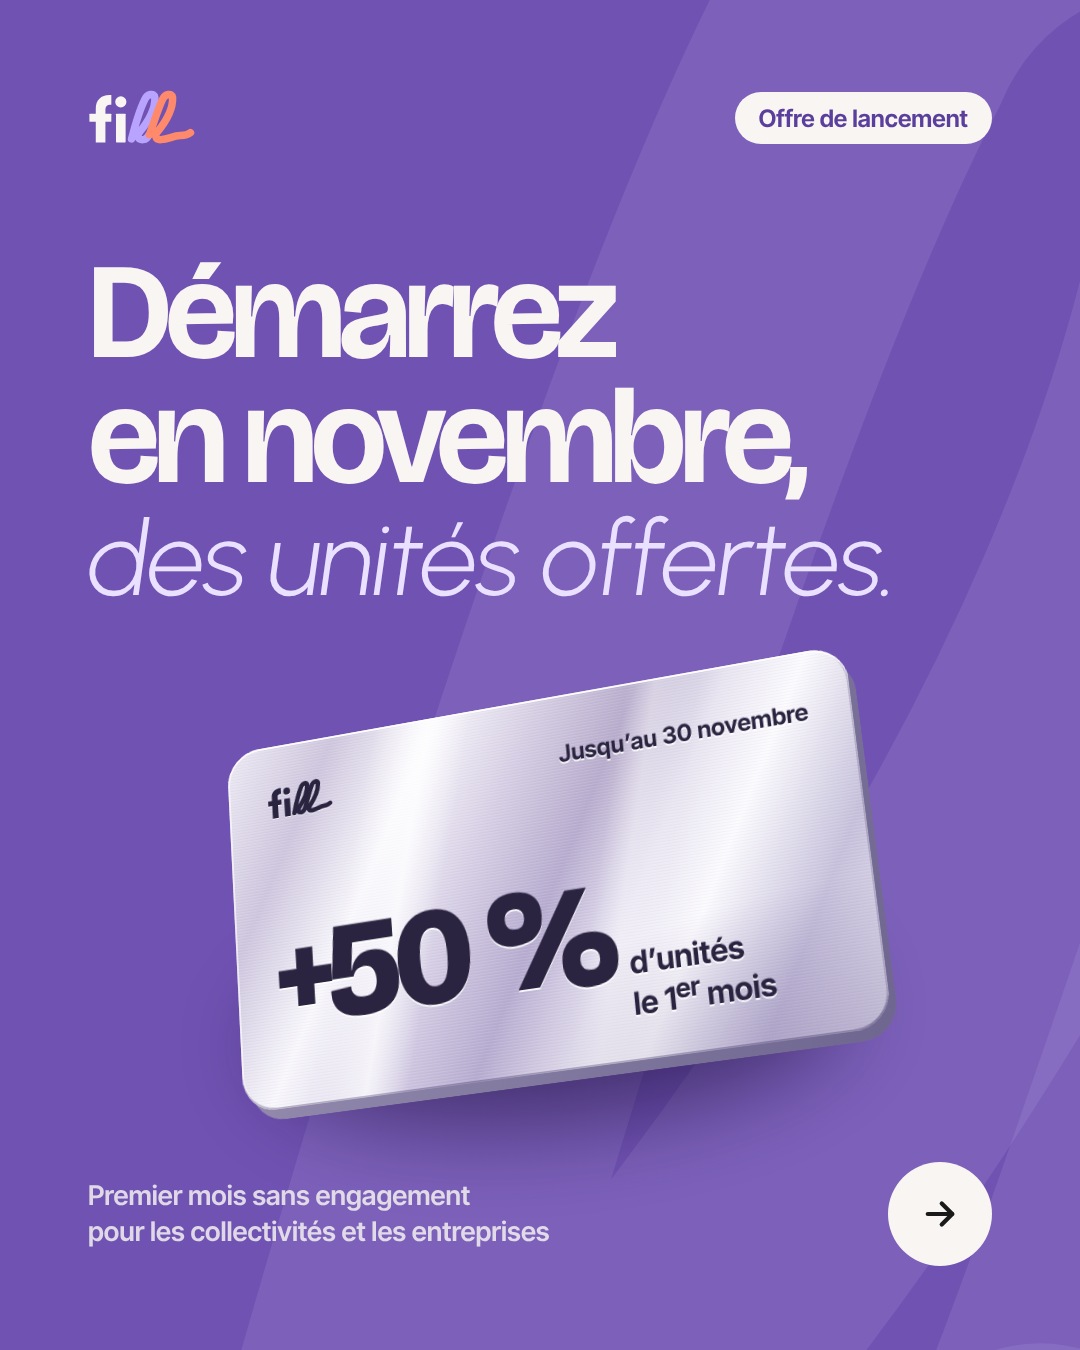 fill
Offre de lancement
Démarrez
en novembre,
des unités offertes.
Jusqu’au 30 novembre
fill
+50 %
d’unités
le 1er mois
Premier mois sans engagement
pour les collectivités et les entreprises